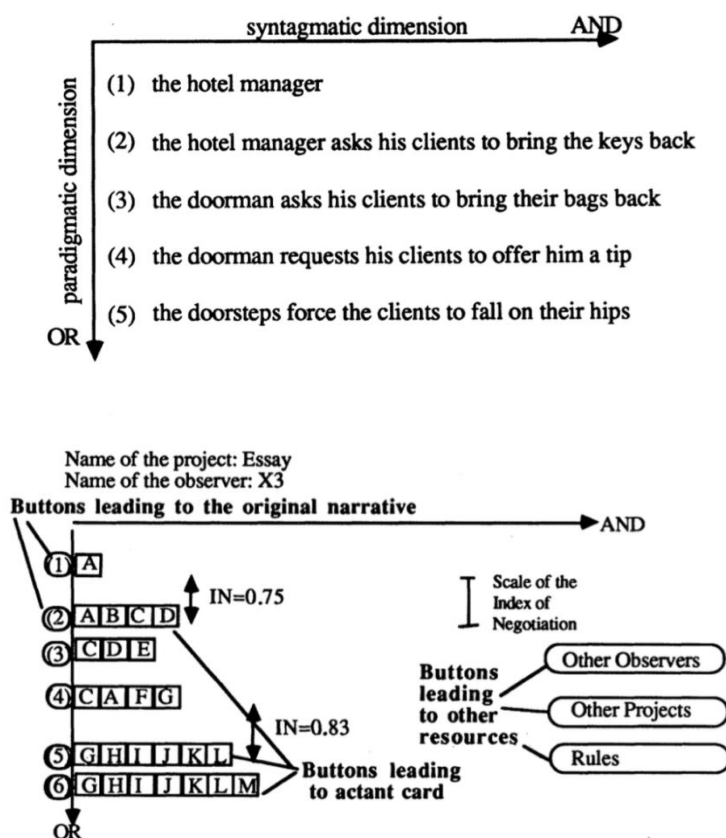 syntagmatic dimension AND
paradigmatic dimension
(1) the hotel manager
(2) the hotel manager asks his clients to bring the keys back
(3) the doorman asks his clients to bring their bags back
(4) the doorman requests his clients to offer him a tip
(5) the doorsteps force the clients to fall on their hips
OR
Name of the project: Essay
Name of the observer: X3
Buttons leading to the original narrative
AND
(1) A
IN=0.75
(2) A B C D
(3) C D E
(4) C A F G
IN=0.83
(5) G H I J K L
(6) G H I J K L M
OR
Buttons leading
to actant card
Scale of the
Index of
Negotiation
Buttons
leading
to other
resources
Other Observers
Other Projects
Rules